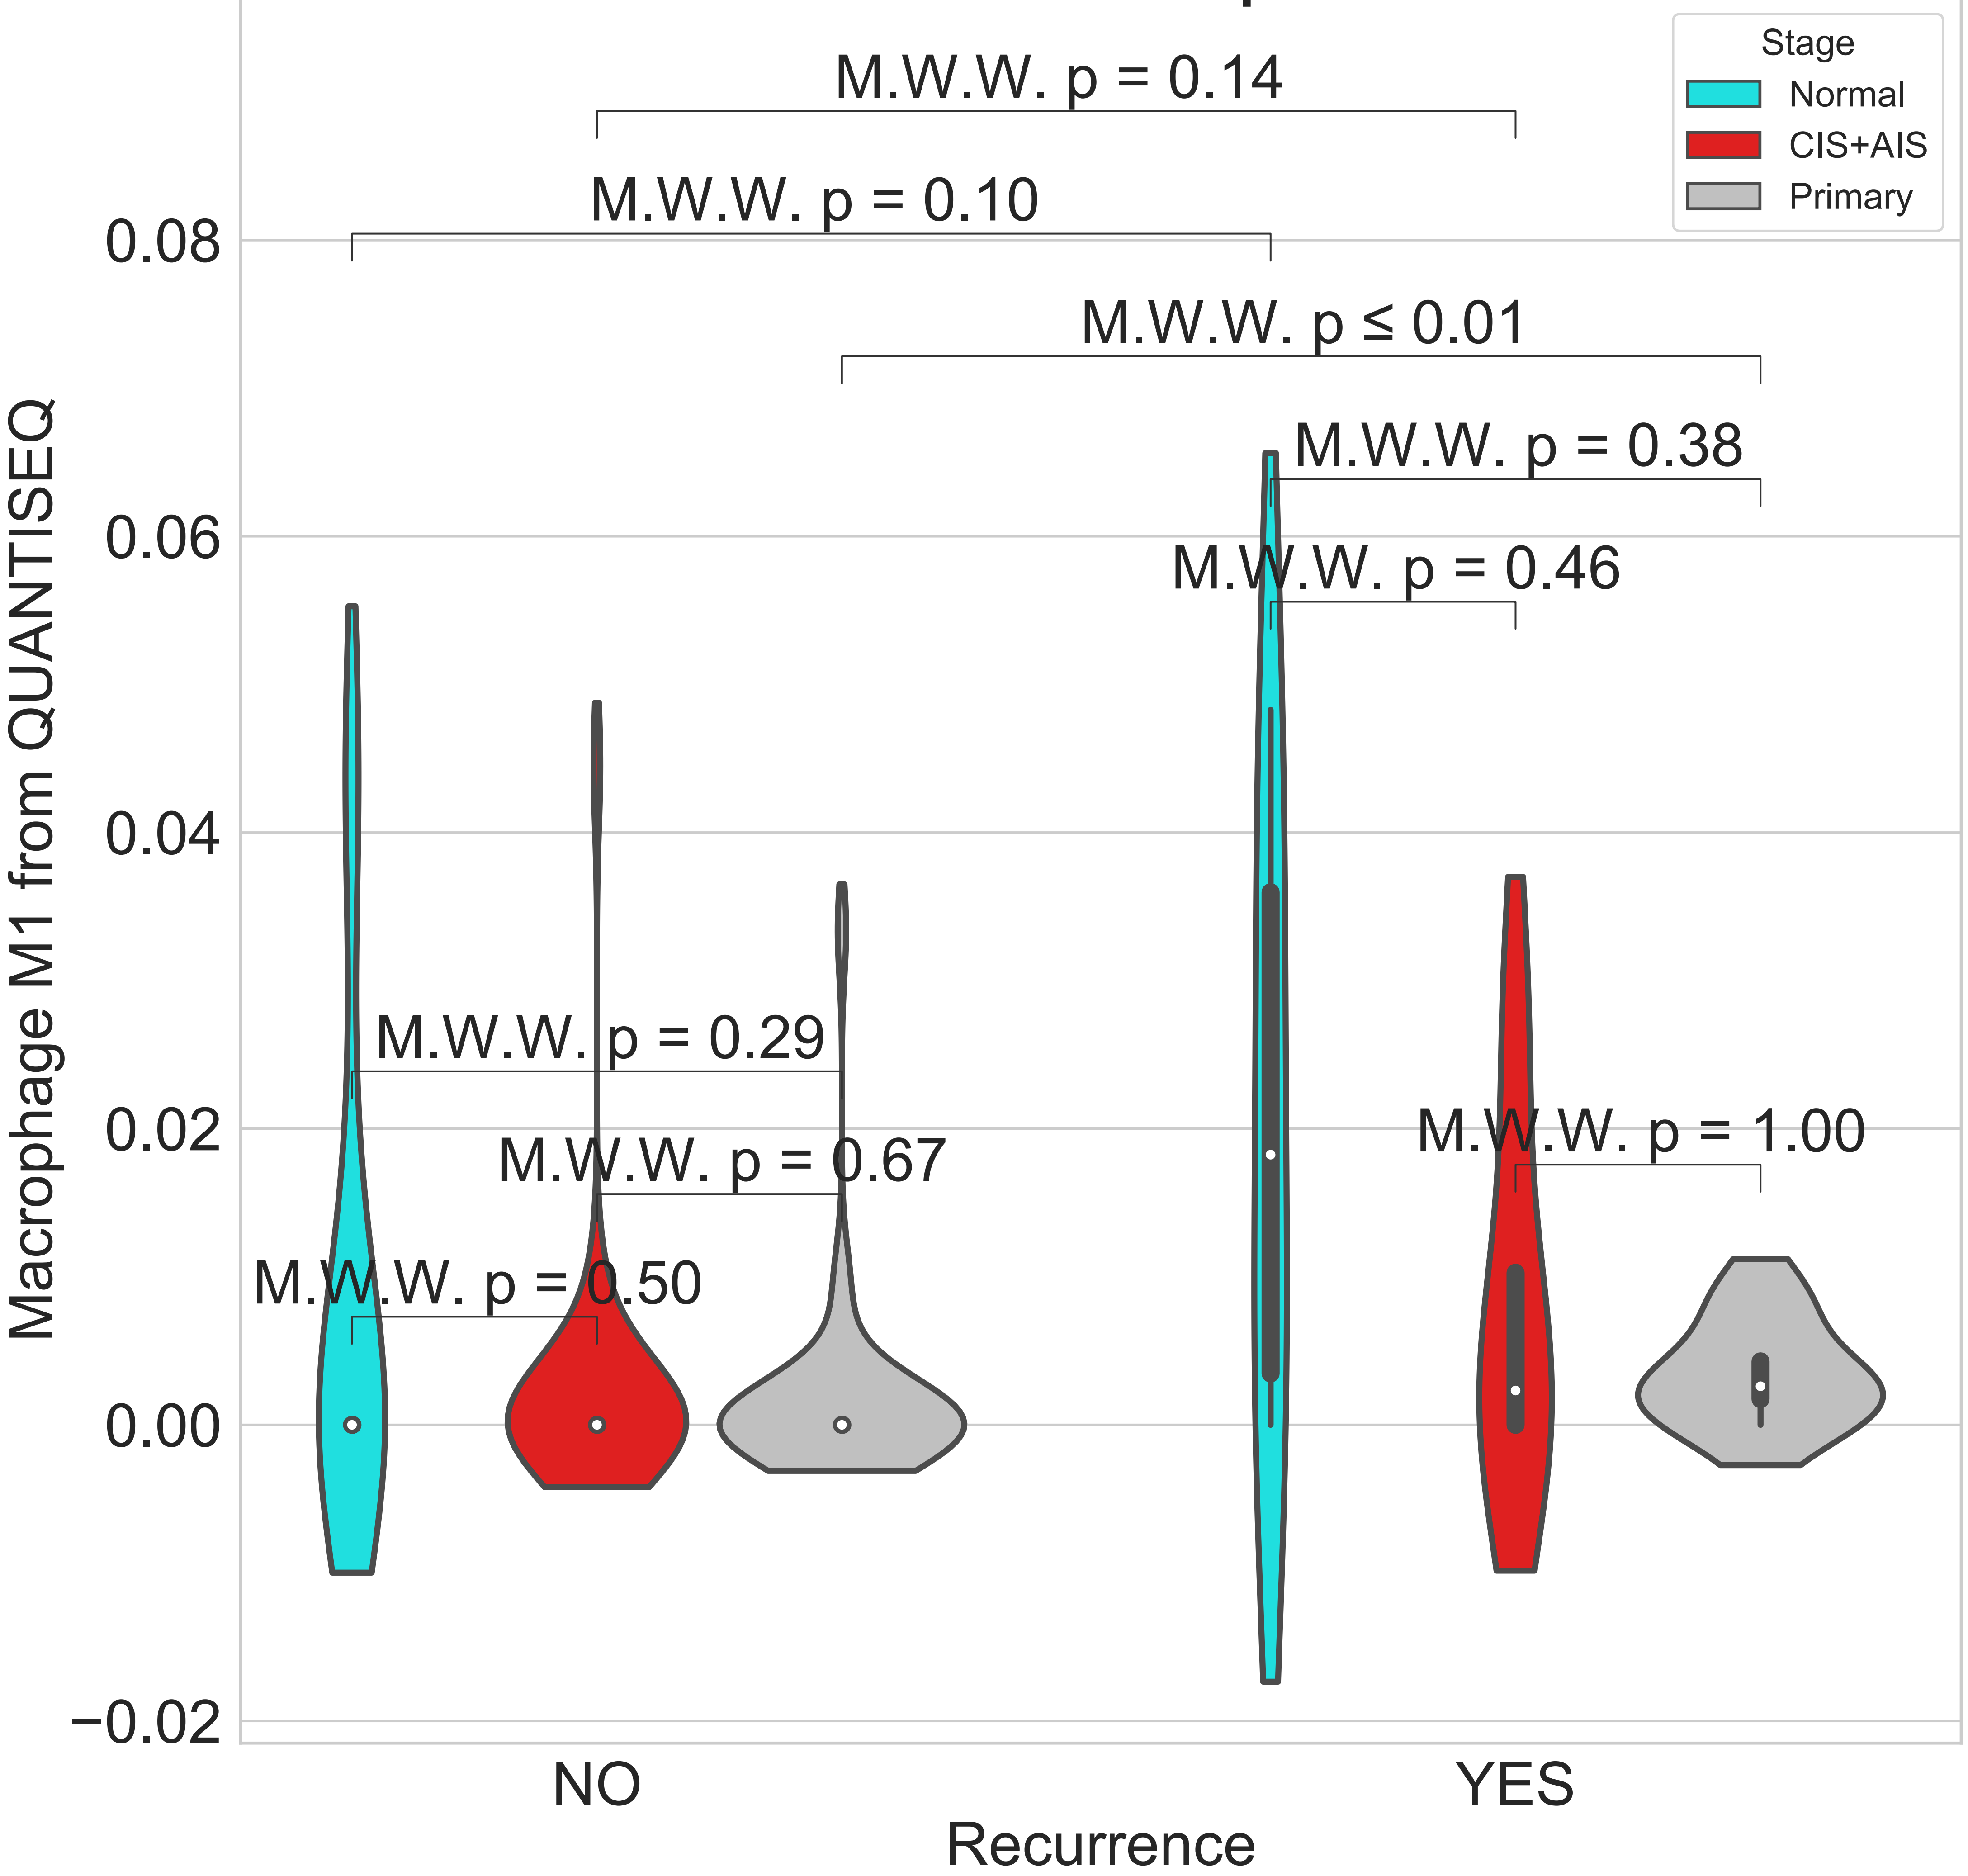 Stage
Normal
CIS+AIS
Primary
M.W.W. p = 0.14
M.W.W. p = 0.10
M.W.W. p ≤ 0.01
M.W.W. p = 0.38
M.W.W. p = 0.46
M.W.W. p = 0.29
M.W.W. p = 0.67
M.W.W. p = 1.00
M.W.W. p = 0.50
Macrophage M1 from QUANTISEQ
0.08
0.06
0.04
0.02
0.00
−0.02
NO
YES
Recurrence